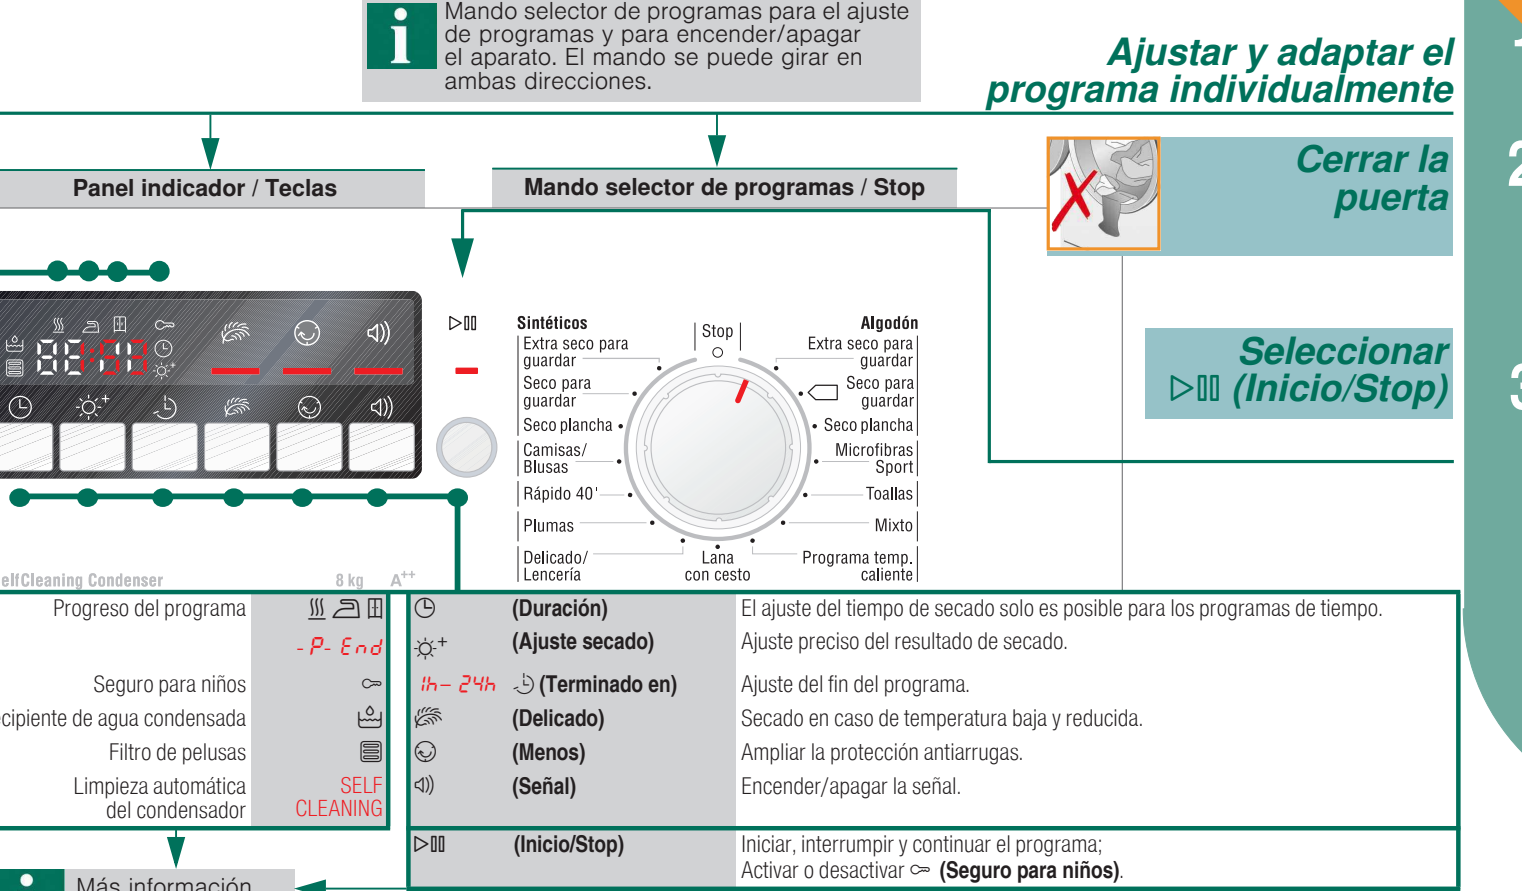 Mando selector de programas para el ajuste
de programas y para encender/apagar
el aparato. El mando se puede girar en
ambas direcciones.
Ajustar y adaptar el
programa individualmente
Panel indicador / Teclas
Mando selector de programas / Stop
Cerrar la
puerta
2
Seleccionar
(Inicio/Stop)
3
Sintéticos
Extra seco para
guardar
Seco para
guardar
Seco plancha
Camisas/
Blusas
Rápido 40'
Plumas
Delicado/
Lencería
Stop
Lana
con cesto
Algodón
Extra seco para
guardar
Seco para
guardar
Seco plancha
Microfibras
Sport
Toallas
Mixto
Programa temp.
caliente
elfCleaning Condenser 8 kg A++
Progreso del programa
- P- End
Seguro para niños
cipiente de agua condensada
Filtro de pelusas
Limpieza automática
del condensador
SELF
CLEANING
(Duración) El ajuste del tiempo de secado solo es posible para los programas de tiempo.
(Ajuste secado) Ajuste preciso del resultado de secado.
1h– 24h (Terminado en) Ajuste del fin del programa.
(Delicado) Secado en caso de temperatura baja y reducida.
(Menos) Ampliar la protección antiarrugas.
(Señal) Encender/apagar la señal.
(Inicio/Stop) Iniciar, interrumpir y continuar el programa;
Activar o desactivar (Seguro para niños).
Más información